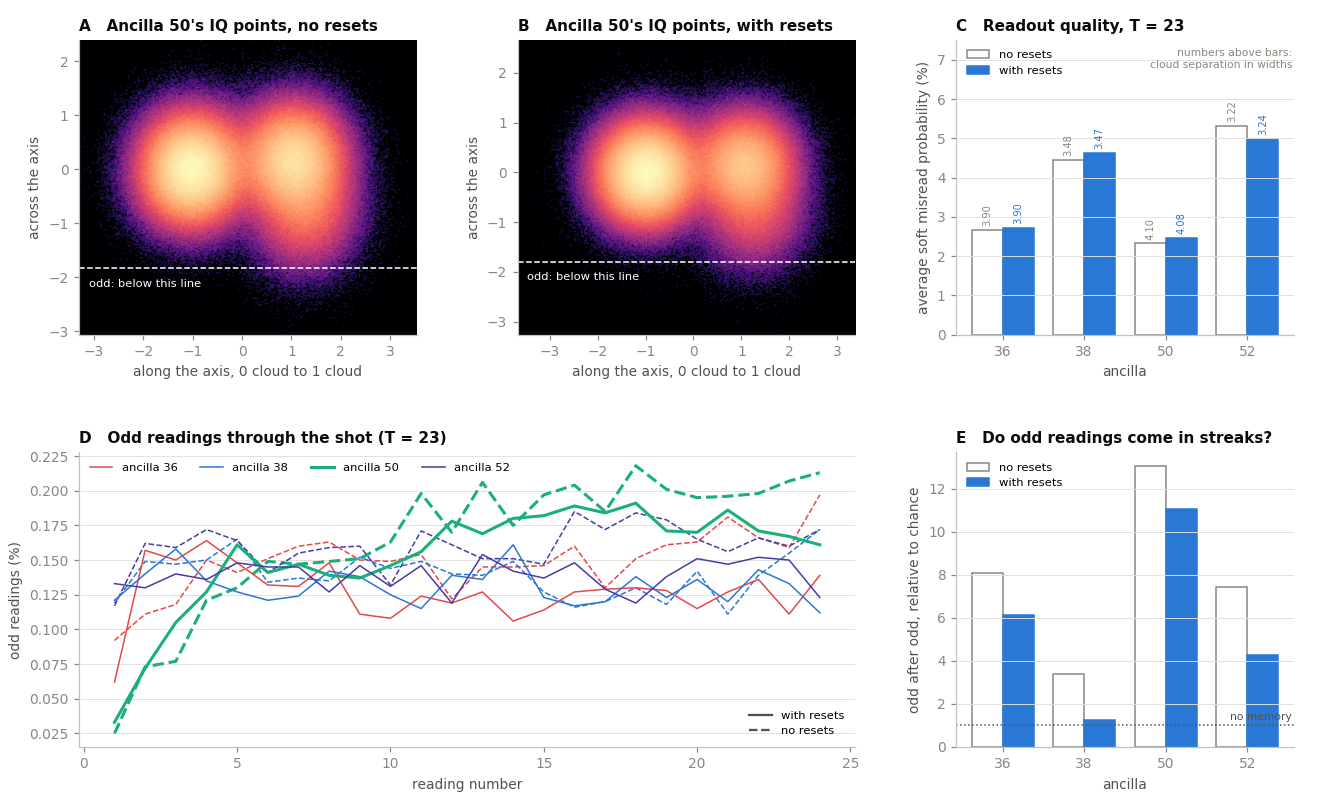 A Ancilla 50's IQ points, no resets
2
1
0
−1
−2
−3
across the axis
odd: below this line
−3 −2 −1 0 1 2 3
along the axis, 0 cloud to 1 cloud
B Ancilla 50's IQ points, with resets
2
1
0
−1
−2
−3
across the axis
odd: below this line
−3 −2 −1 0 1 2 3
along the axis, 0 cloud to 1 cloud
C Readout quality, T = 23
no resets
with resets
numbers above bars:
cloud separation in widths
7
6
5
4
3
2
1
0
average soft misread probability (%)
3.90
3.90
3.48
3.47
4.10
4.08
3.22
3.24
36 38 50 52
ancilla
D Odd readings through the shot (T = 23)
ancilla 36 ancilla 38 ancilla 50 ancilla 52
0.225
0.200
0.175
0.150
0.125
0.100
0.075
0.050
0.025
odd readings (%)
with resets
no resets
0 5 10 15 20 25
reading number
E Do odd readings come in streaks?
no resets
with resets
12
10
8
6
4
2
0
odd after odd, relative to chance
no memory
36 38 50 52
ancilla